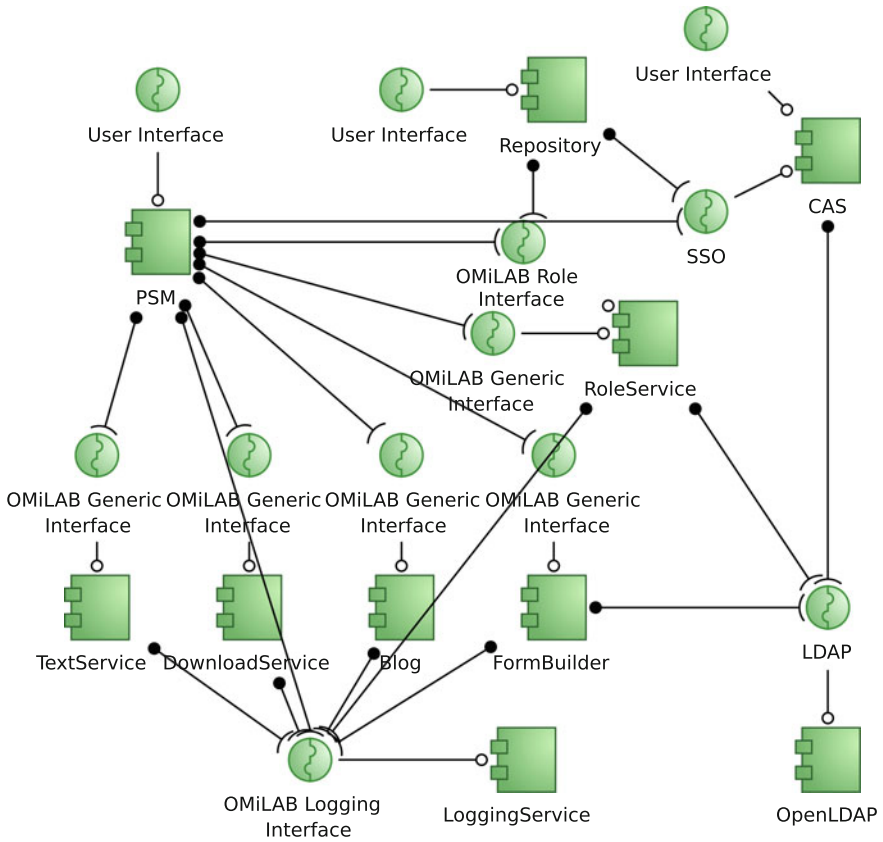 User Interface
User Interface
User Interface
Repository
CAS
SSO
OMiLAB Role
Interface
PSM
OMiLAB Generic
Interface
RoleService
OMiLAB Generic
Interface
OMiLAB Generic
Interface
OMiLAB Generic
Interface
OMiLAB Generic
Interface
TextService
DownloadService
Blog
FormBuilder
LDAP
OMiLAB Logging
Interface
LoggingService
OpenLDAP